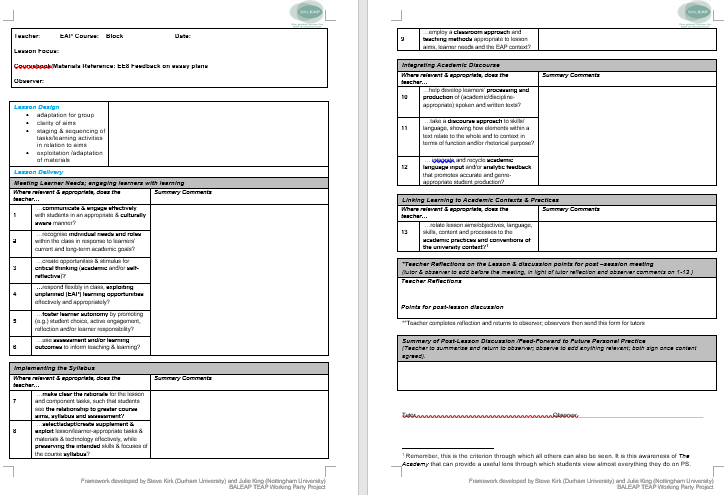 BALEAP
Teacher: EAP Course: Block Date:
Lesson Focus:
Coursebook/Materials Reference: EE8 Feedback on essay plans
Observer:
Lesson Design
• adaptation for group
• clarity of aims
• staging & sequencing of
tasks/learning activities
in relation to aims
• exploitation /adaptation
of materials
Lesson Delivery
Meeting Learner Needs; engaging learners with learning
Where relevant & appropriate, does the
teacher… Summary Comments
1 …communicate & engage effectively
with students in an appropriate & culturally
aware manner?
2 …recognise individual needs and roles
within the class in response to learners'
current and long-term academic goals?
3 …create opportunities & stimulus for
critical thinking (academic and/or self-
reflective)?
4 …respond flexibly in class, exploiting
unplanned (EAP) learning opportunities
effectively and appropriately?
5 …foster learner autonomy by promoting
(e.g.) student choice, active engagement,
reflection and/or learner responsibility?
6 …use assessment and/or learning
outcomes to inform teaching & learning?
Implementing the Syllabus
Where relevant & appropriate, does the
teacher… Summary Comments
7 …make clear the rationale for the lesson
and component tasks, such that students
see the relationship to greater course
aims, syllabus and assessment?
8 …select/adapt/create supplement &
exploit lesson/learner-appropriate tasks &
materials & technology effectively, while
preserving the intended skills & focuses of
the course syllabus?
Framework developed by Steve Kirk (Durham University) and Julie King (Nottingham University)
BALEAP TEAP Working Party Project
BALEAP
9 …employ a classroom approach and
teaching methods appropriate to lesson
aims, learner needs and the EAP context?
Integrating Academic Discourse
Where relevant & appropriate, does the
teacher… Summary Comments
10 …help develop learners' processing and
production of (academic/discipline-
appropriate) spoken and written texts?
11 …take a discourse approach to skills/
language, showing how elements within a
text relate to the whole and to context in
terms of function and/or rhetorical purpose?
12 and recycle academic
language input and/or analytic feedback
that promotes accurate and genre-
appropriate student production?
Linking Learning to Academic Contexts & Practices
Where relevant & appropriate, does the
teacher… Summary Comments
13 …relate lesson aims/objectives, language,
skills, content and processes to the
academic practices and conventions of
the university context?¹
*Teacher Reflections on the Lesson & discussion points for post –session meeting
(tutor & observer to add before the meeting, in light of tutor reflection and observer comments on 1-13.)
Teacher Reflections
Points for post-lesson discussion
**Teacher completes reflection and returns to observer; observers then send this form for tutors
Summary of Post-Lesson Discussion /Feed-Forward to Future Personal Practice
(Teacher to summarize and return to observer; observe to add anything relevant; both sign once content
agreed).
Tutor Observer
¹ Remember, this is the criterion through which all others can also be seen. It is this awareness of The
Academy that can provide a useful lens through which students view almost everything they do on PS.
Framework developed by Steve Kirk (Durham University) and Julie King (Nottingham University)
BALEAP TEAP Working Party Project